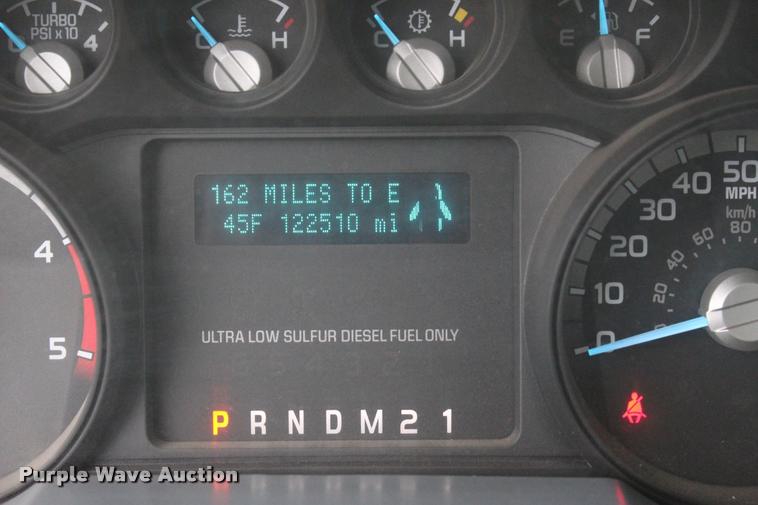 TURBO
PSI x 10
4
C H
C H
E F
162 MILES TO E
45F 122510 mi
4
5
ULTRA LOW SULFUR DIESEL FUEL ONLY
P R N D M 2 1
50
MPH
km/h
80
40
30
20
10
0
60
40
20
0
Purple Wave Auction